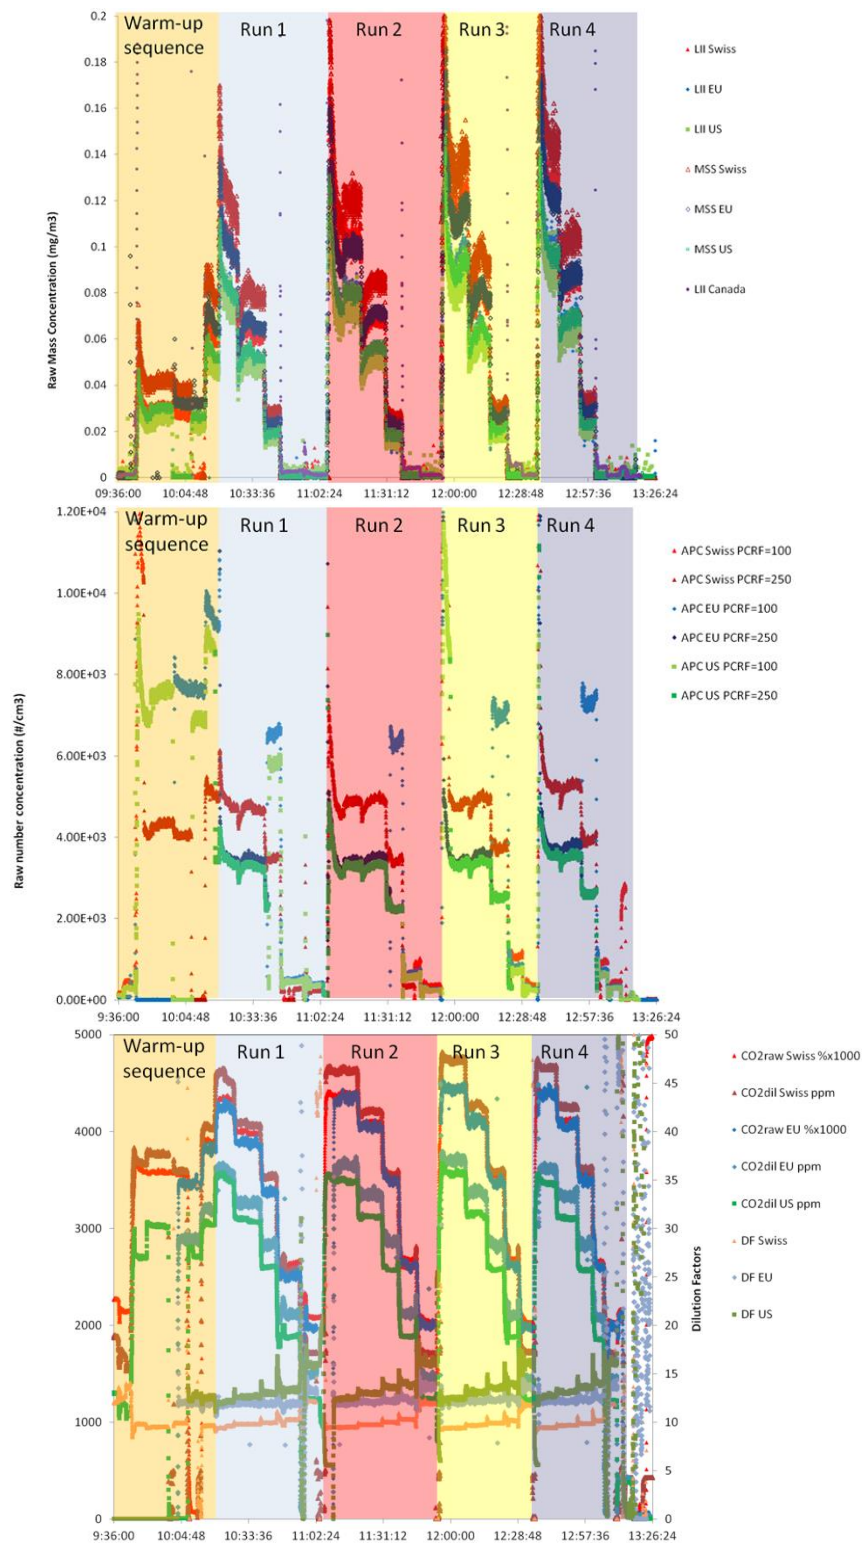 Warm-up
sequence
Run 1
Run 2
Run 3
Run 4
Raw Mass Concentration (mg/m3)
0.2
0.18
0.16
0.14
0.12
0.1
0.08
0.06
0.04
0.02
0
09:36:00 10:04:48 10:33:36 11:02:24 11:31:12 12:00:00 12:28:48 12:57:36 13:26:24
LII Swiss
LII EU
LII US
MSS Swiss
MSS EU
MSS US
LII Canada
Warm-up
sequence
Run 1
Run 2
Run 3
Run 4
Raw number concentration (#/cm3)
1.20E+04
1.00E+04
8.00E+03
6.00E+03
4.00E+03
2.00E+03
0.00E+00
9:36:00 10:04:48 10:33:36 11:02:24 11:31:12 12:00:00 12:28:48 12:57:36 13:26:24
APC Swiss PCRF=100
APC Swiss PCRF=250
APC EU PCRF=100
APC EU PCRF=250
APC US PCRF=100
APC US PCRF=250
Warm-up
sequence
Run 1
Run 2
Run 3
Run 4
5000
4000
3000
2000
1000
0
50
45
40
35
30
25
20
15
10
5
0
Dilution Factors
9:36:00 10:04:48 10:33:36 11:02:24 11:31:12 12:00:00 12:28:48 12:57:36 13:26:24
CO2raw Swiss %x1000
CO2dil Swiss ppm
CO2raw EU %x1000
CO2dil EU ppm
CO2dil US ppm
DF Swiss
DF EU
DF US